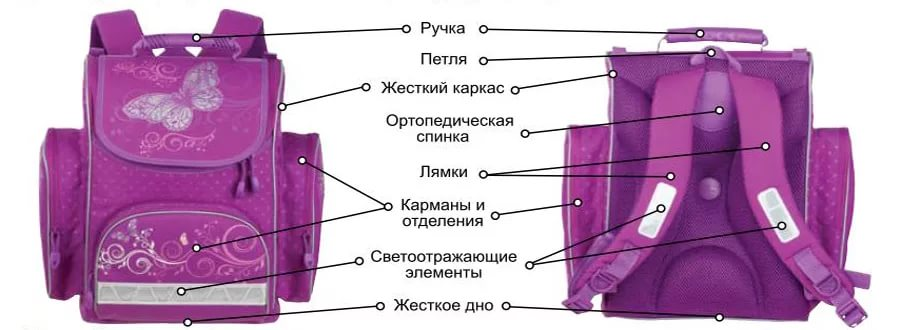 Ручка
Петля
Жесткий каркас
Ортопедическая
спинка
Лямки
Карманы и
отделения
Светоотражающие
элементы
Жесткое дно